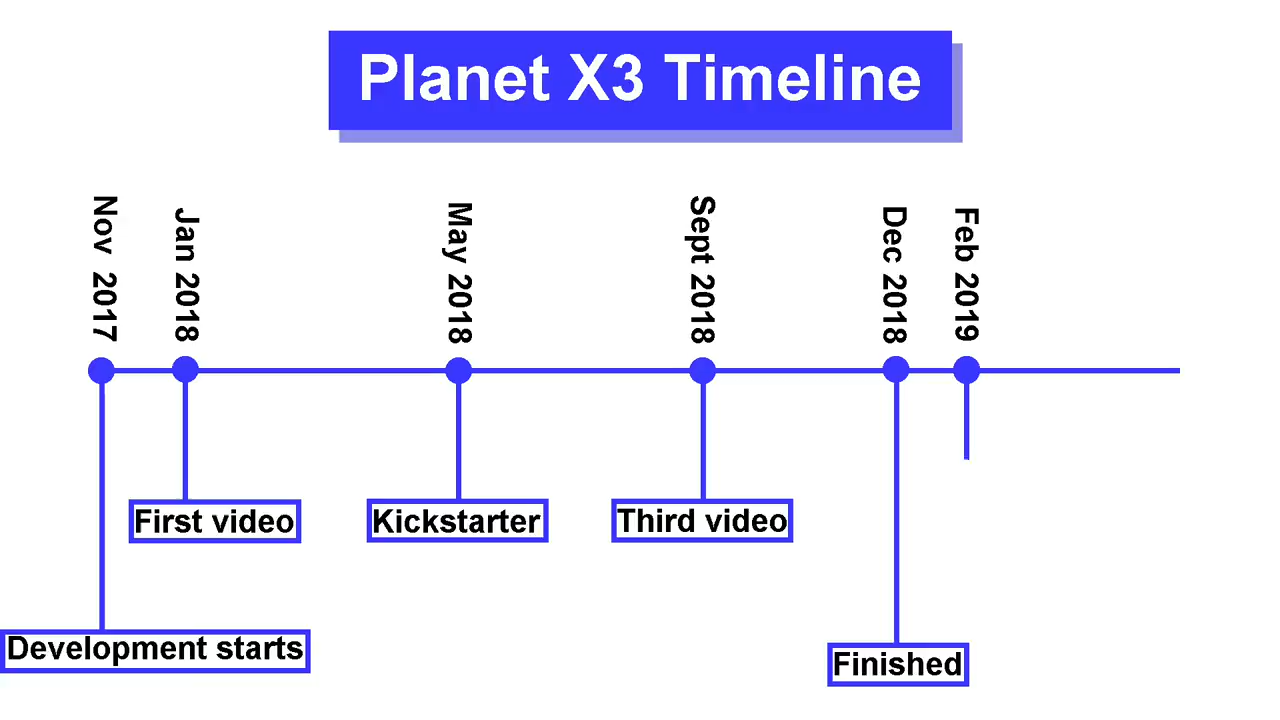 Planet X3 Timeline
Nov 2017
Jan 2018
May 2018
Sept 2018
Dec 2018
Feb 2019
First video
Kickstarter
Third video
Development starts
Finished